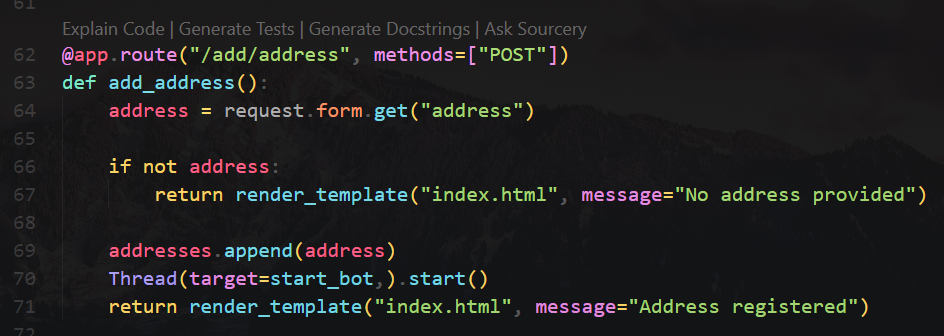 61
Explain Code | Generate Tests | Generate Docstrings | Ask Sourcery
62 @app.route("/add/address", methods=["POST"])
63 def add_address():
64     address = request.form.get("address")
65
66     if not address:
67         return render_template("index.html", message="No address provided")
68
69     addresses.append(address)
70     Thread(target=start_bot,).start()
71     return render_template("index.html", message="Address registered")
72